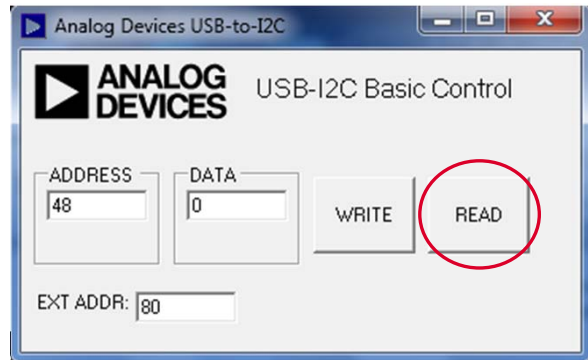 Analog Devices USB-to-I2C
ANALOG
DEVICES
USB-I2C Basic Control
ADDRESS
DATA
48
0
WRITE
READ
EXT ADDR:
80